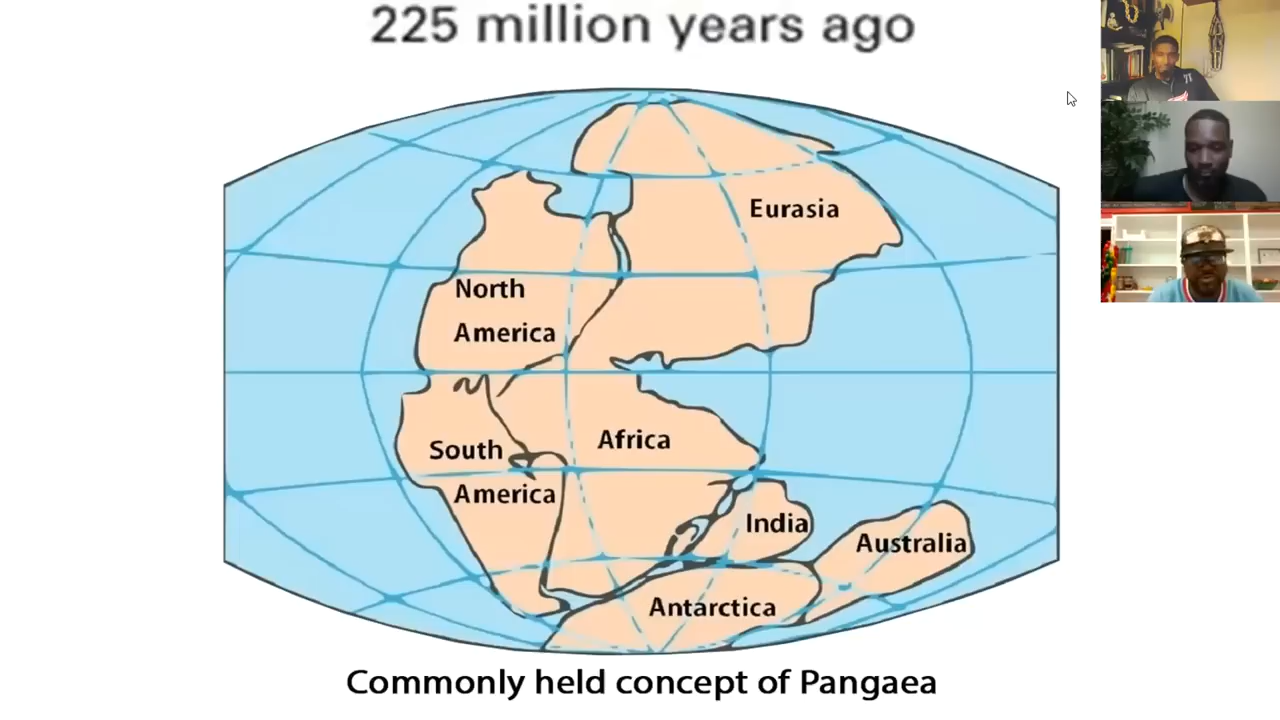 225 million years ago
Eurasia
North
America
Africa
South
America
India
Australia
Antarctica
Commonly held concept of Pangaea